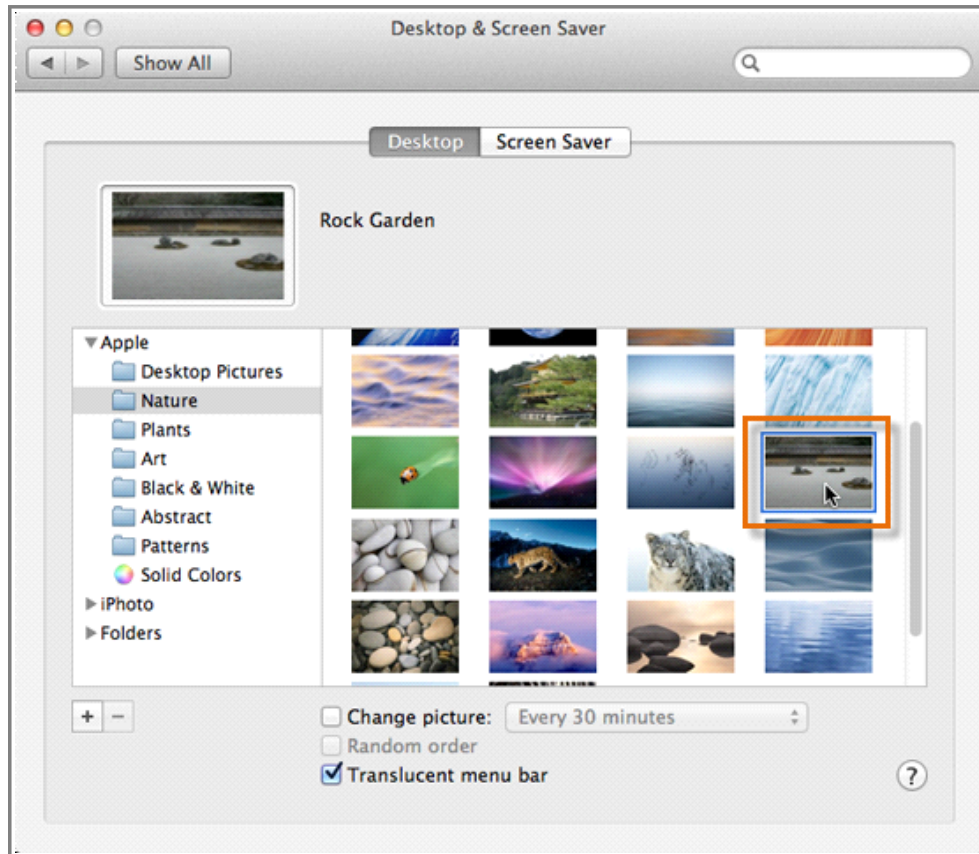 Desktop & Screen Saver
Show All
Desktop
Screen Saver
Rock Garden
Apple
Desktop Pictures
Nature
Plants
Art
Black & White
Abstract
Patterns
Solid Colors
iPhoto
Folders
+ −
Change picture: Every 30 minutes
Random order
Translucent menu bar
?